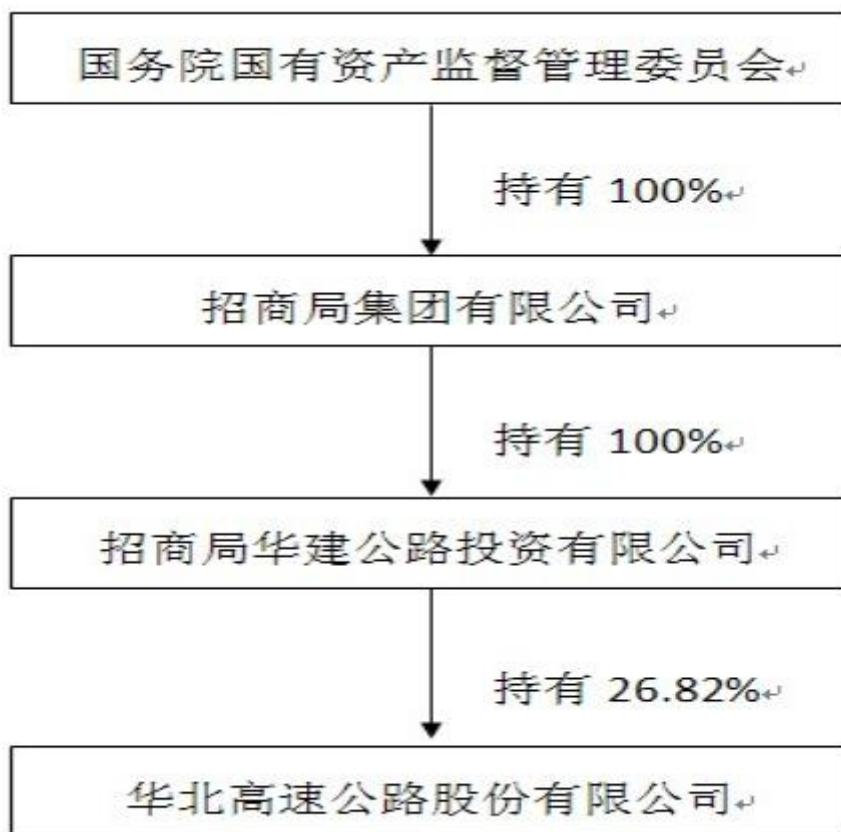 国务院国有资产监督管理委员会↵
持有 100%↵
招商局集团有限公司↵
持有 100%↵
招商局华建公路投资有限公司↵
持有 26.82%↵
华北高速公路股份有限公司↵